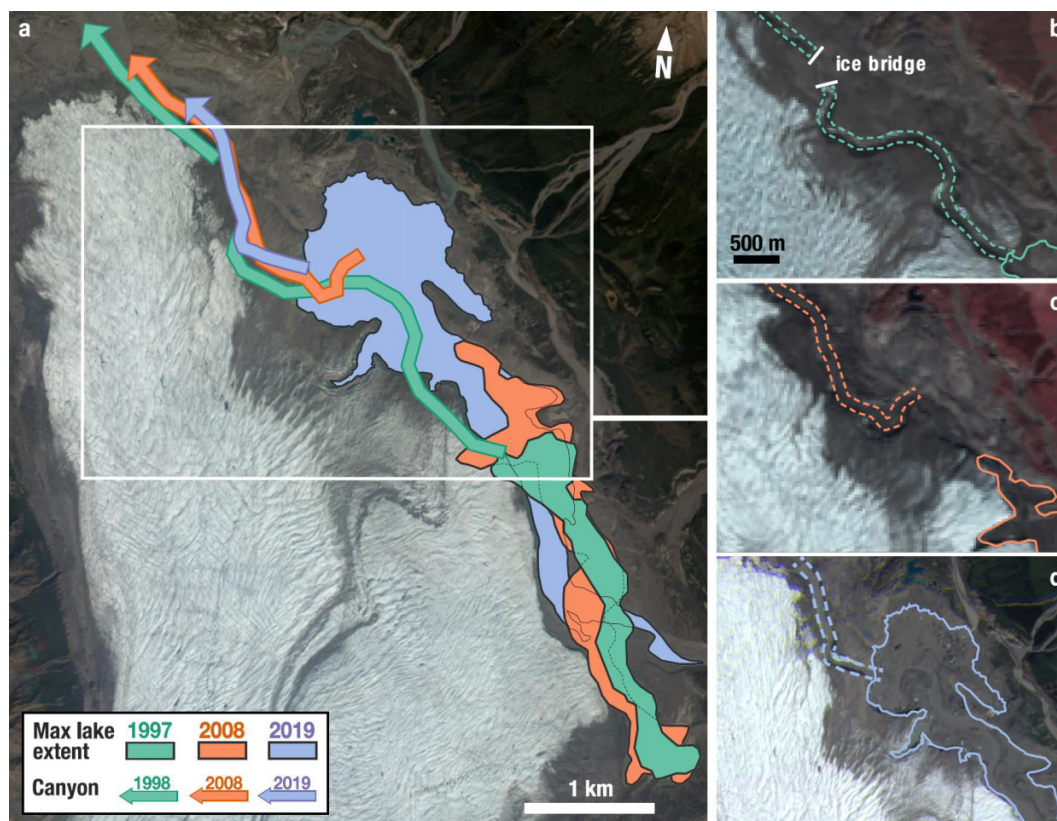 a
N
b
ice bridge
500 m
c
d
Max lake extent
1997
2008
2019
Canyon
1998
2008
2019
1 km